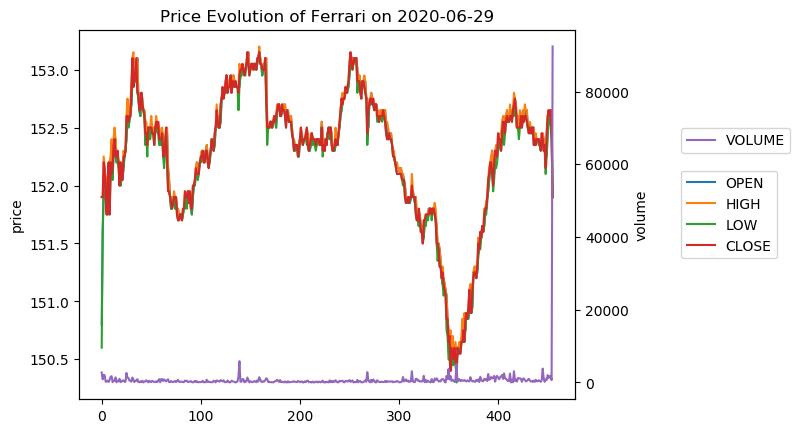 Price Evolution of Ferrari on 2020-06-29
153.0
152.5
152.0
151.5
151.0
150.5
price
0
100
200
300
400
80000
60000
40000
20000
0
volume
VOLUME
OPEN
HIGH
LOW
CLOSE